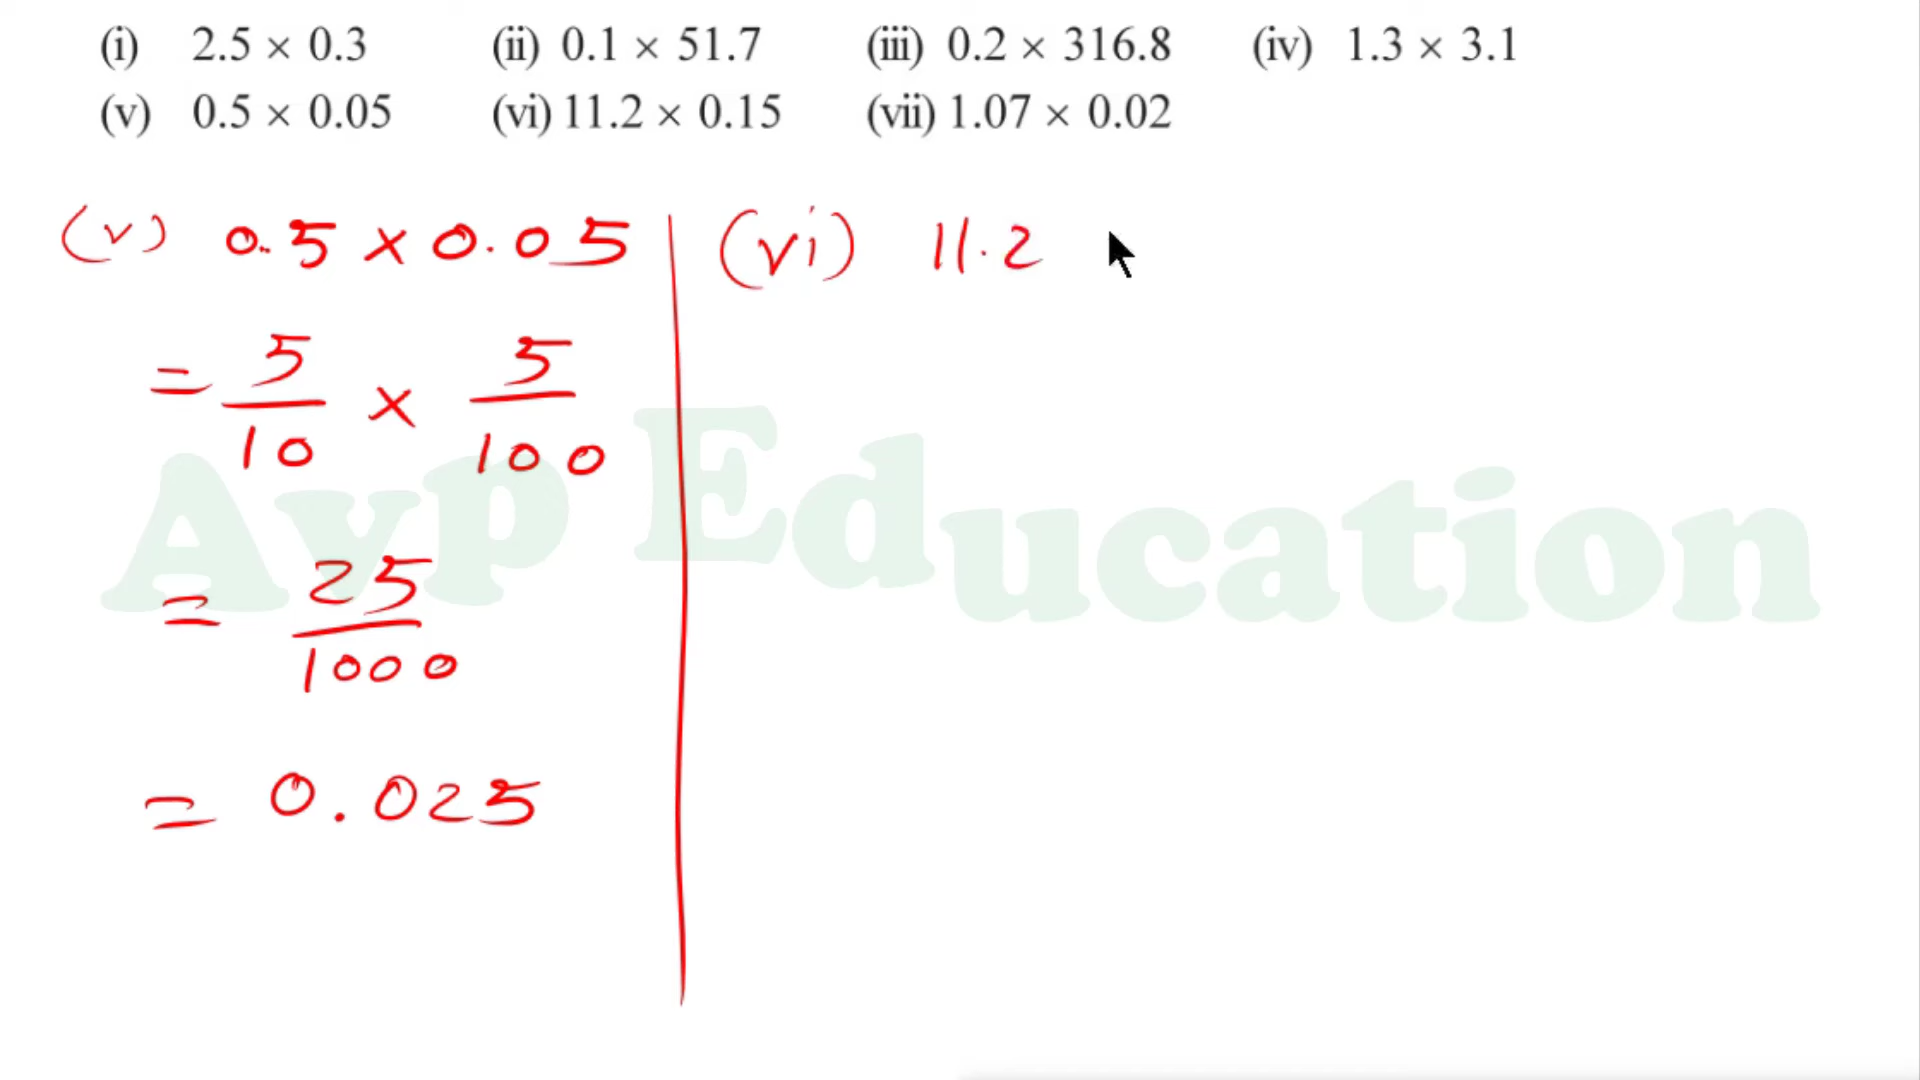 (i) 2.5 × 0.3 (ii) 0.1 × 51.7 (iii) 0.2 × 316.8 (iv) 1.3 × 3.1
(v) 0.5 × 0.05 (vi) 11.2 × 0.15 (vii) 1.07 × 0.02
(v) 0.5 × 0.05
= 5/10 × 5/100
= 25/1000
= 0.025
(vi) 11.2
Ayp Education